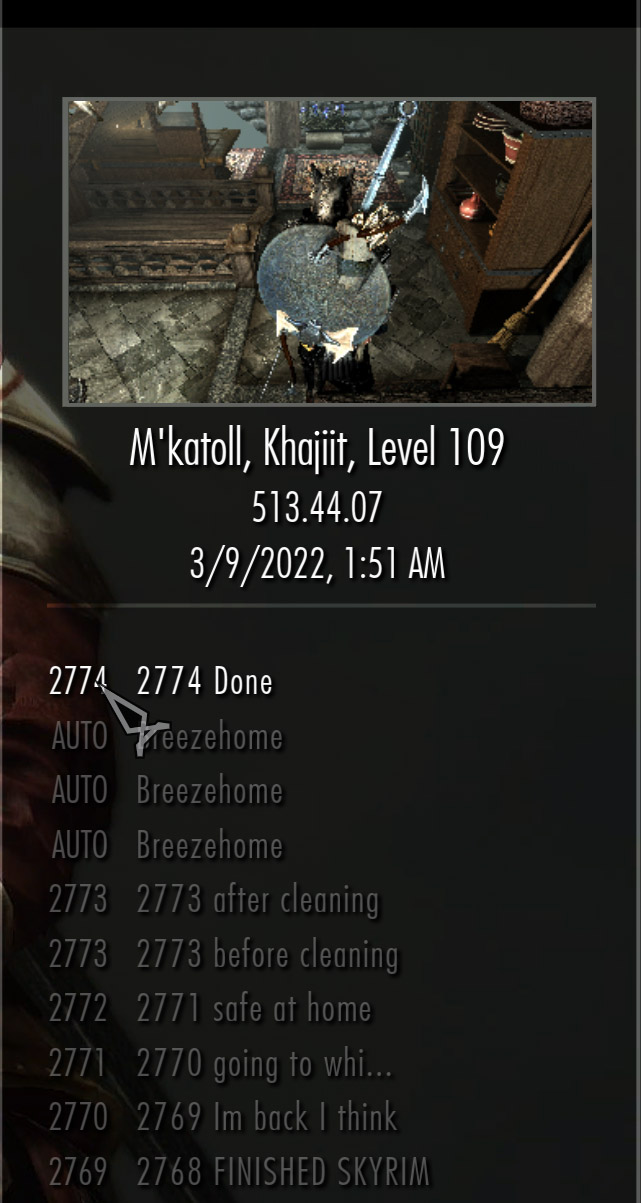 M'katoll, Khajiit, Level 109
513.44.07
3/9/2022, 1:51 AM
2774 2774 Done
AUTO Breezehome
AUTO Breezehome
AUTO Breezehome
2773 2773 after cleaning
2773 2773 before cleaning
2772 2771 safe at home
2771 2770 going to whi...
2770 2769 Im back I think
2769 2768 FINISHED SKYRIM